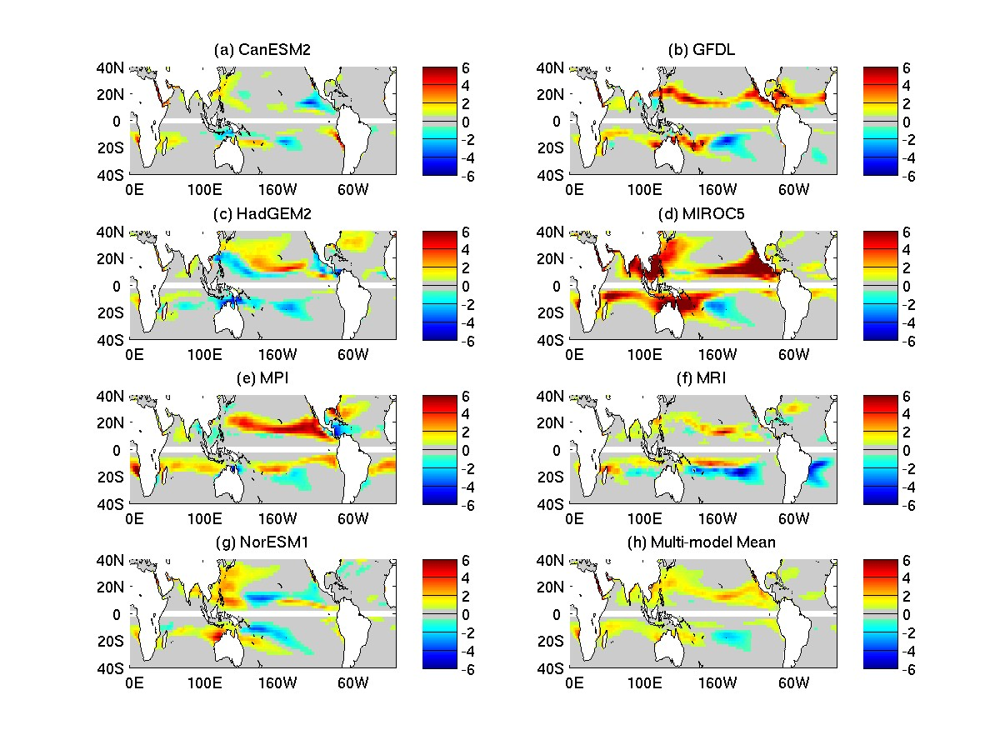 (a) CanESM2
40N
20N
0
20S
40S
0E 100E 160W 60W
6
4
2
0
-2
-4
-6
(b) GFDL
40N
20N
0
20S
40S
0E 100E 160W 60W
6
4
2
0
-2
-4
-6
(c) HadGEM2
40N
20N
0
20S
40S
0E 100E 160W 60W
6
4
2
0
-2
-4
-6
(d) MIROC5
40N
20N
0
20S
40S
0E 100E 160W 60W
6
4
2
0
-2
-4
-6
(e) MPI
40N
20N
0
20S
40S
0E 100E 160W 60W
6
4
2
0
-2
-4
-6
(f) MRI
40N
20N
0
20S
40S
0E 100E 160W 60W
6
4
2
0
-2
-4
-6
(g) NorESM1
40N
20N
0
20S
40S
0E 100E 160W 60W
6
4
2
0
-2
-4
-6
(h) Multi-model Mean
40N
20N
0
20S
40S
0E 100E 160W 60W
6
4
2
0
-2
-4
-6